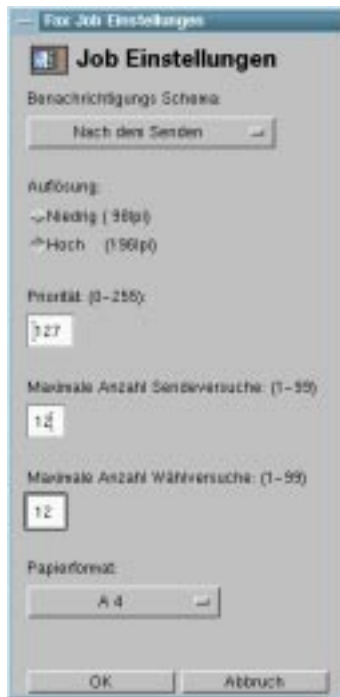 Fax Job Einstellungen
Job Einstellungen
Benachrichtigungs Schema:
Nach dem Senden
Auflösung:
Niedrig ( 98lpi)
Hoch (196lpi)
Priorität: (0-255):
127
Maximale Anzahl Sendeversuche: (1-99)
12
Maximale Anzahl Wählversuche: (1-99)
12
Papierformat:
A 4
OK Abbruch